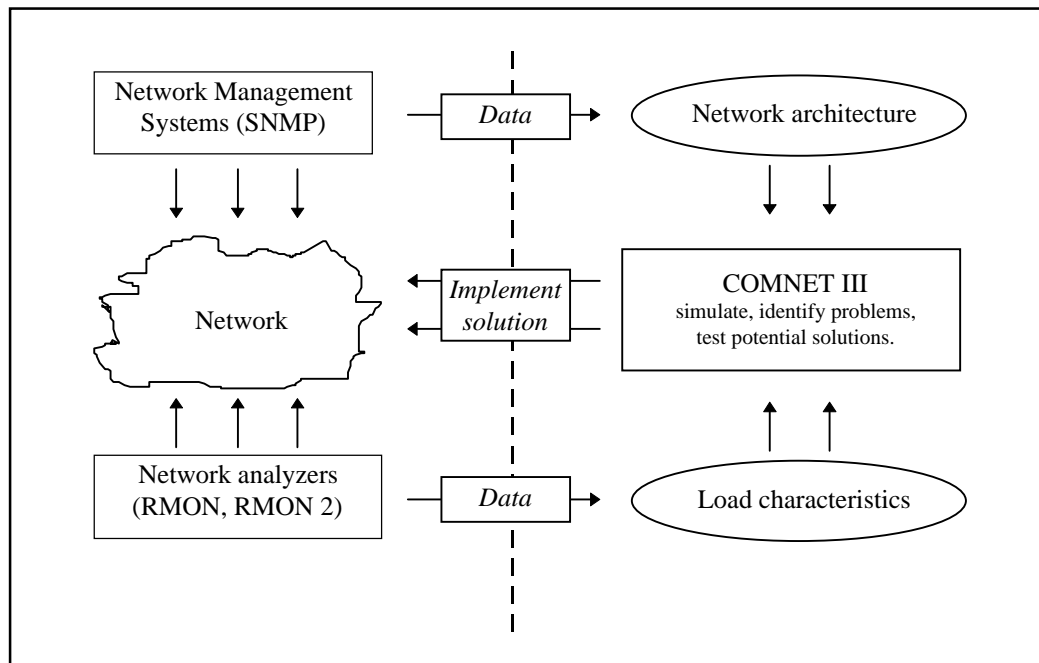 Network Management
Systems (SNMP)
Data
Network architecture
Network
Implement
solution
COMNET III
simulate, identify problems,
test potential solutions.
Network analyzers
(RMON, RMON 2)
Data
Load characteristics